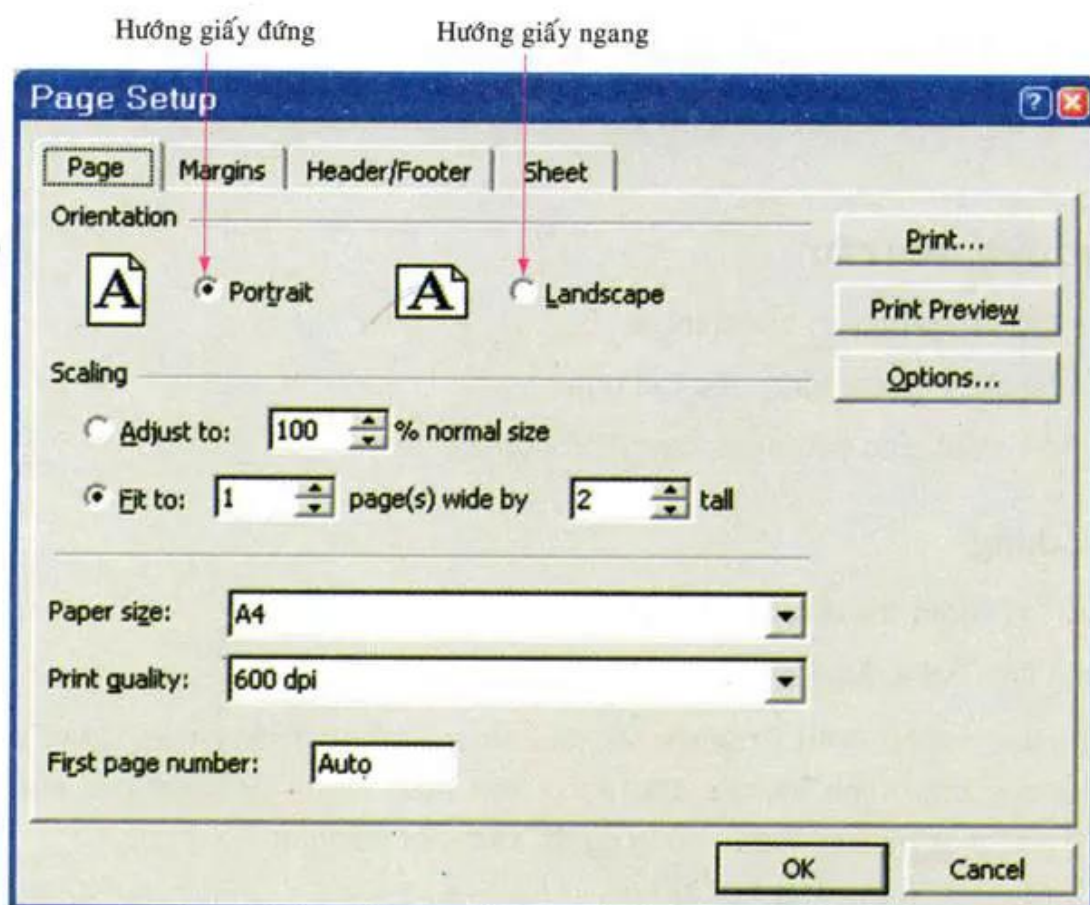 Hướng giấy đứng Hướng giấy ngang
Page Setup
Page Margins Header/Footer Sheet
Orientation
Print...
A Portrait A Landscape
Print Preview
Scaling
Options...
Adjust to: 100 % normal size
Fit to: 1 page(s) wide by 2 tall
Paper size: A4
Print quality: 600 dpi
First page number: Auto
OK Cancel